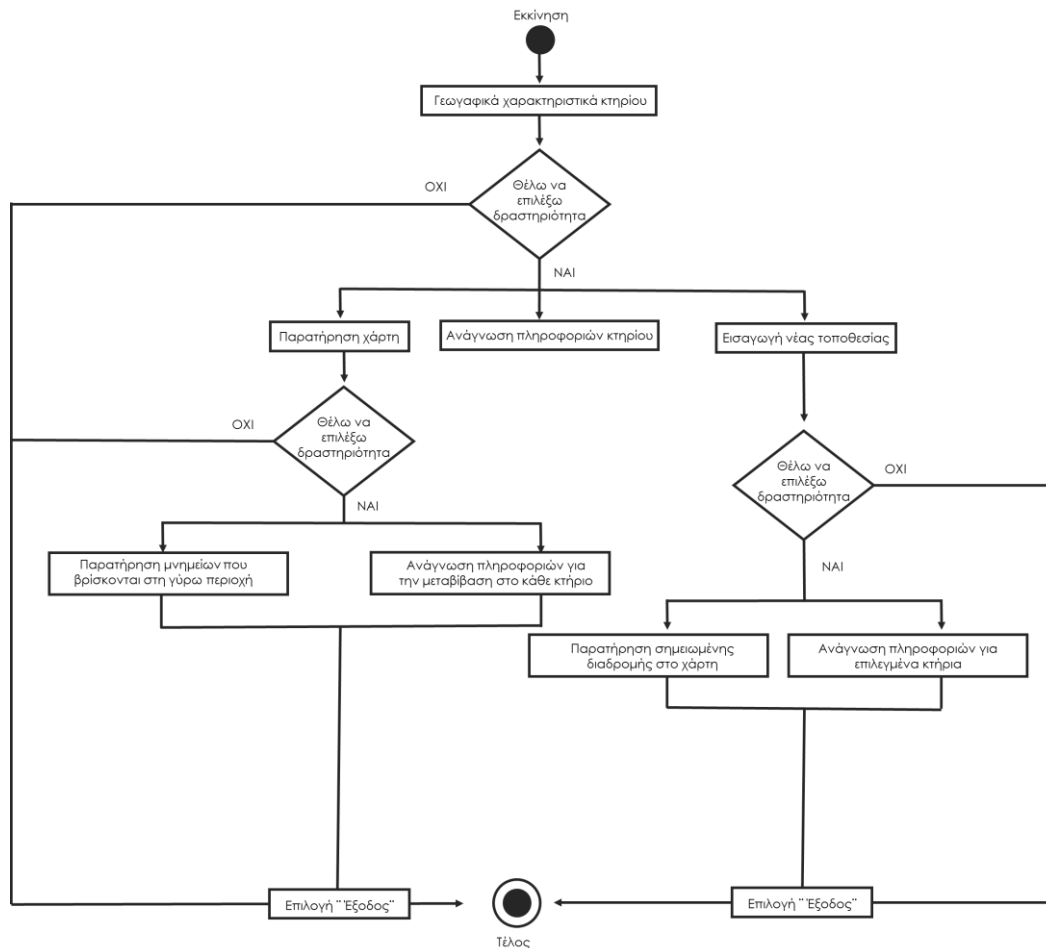 Εκκίνηση
Γεωγαφικά χαρακτηριστικά κτηρίου
ΟΧΙ
Θέλω να
επιλέξω
δραστηριότητα
ΝΑΙ
Παρατήρηση χάρτη
Ανάγνωση πληροφοριών κτηρίου
Εισαγωγή νέας τοποθεσίας
ΟΧΙ
Θέλω να
επιλέξω
δραστηριότητα
ΝΑΙ
Θέλω να
επιλέξω
δραστηριότητα
ΟΧΙ
ΝΑΙ
Παρατήρηση μνημείων που
βρίσκονται στη γύρω περιοχή
Ανάγνωση πληροφοριών για
την μεταβίβαση στο κάθε κτήριο
Παρατήρηση σημειωμένης
διαδρομής στο χάρτη
Ανάγνωση πληροφοριών για
επιλεγμένα κτήρια
Επιλογή ¨ Έξοδος¨
Επιλογή ¨ Έξοδος¨
Τέλος